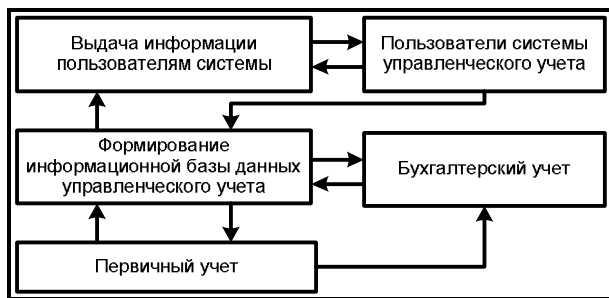 Выдача информации
пользователям системы
Пользователи системы
управленческого учета
Формирование
информационной базы данных
управленческого учета
Бухгалтерский учет
Первичный учет